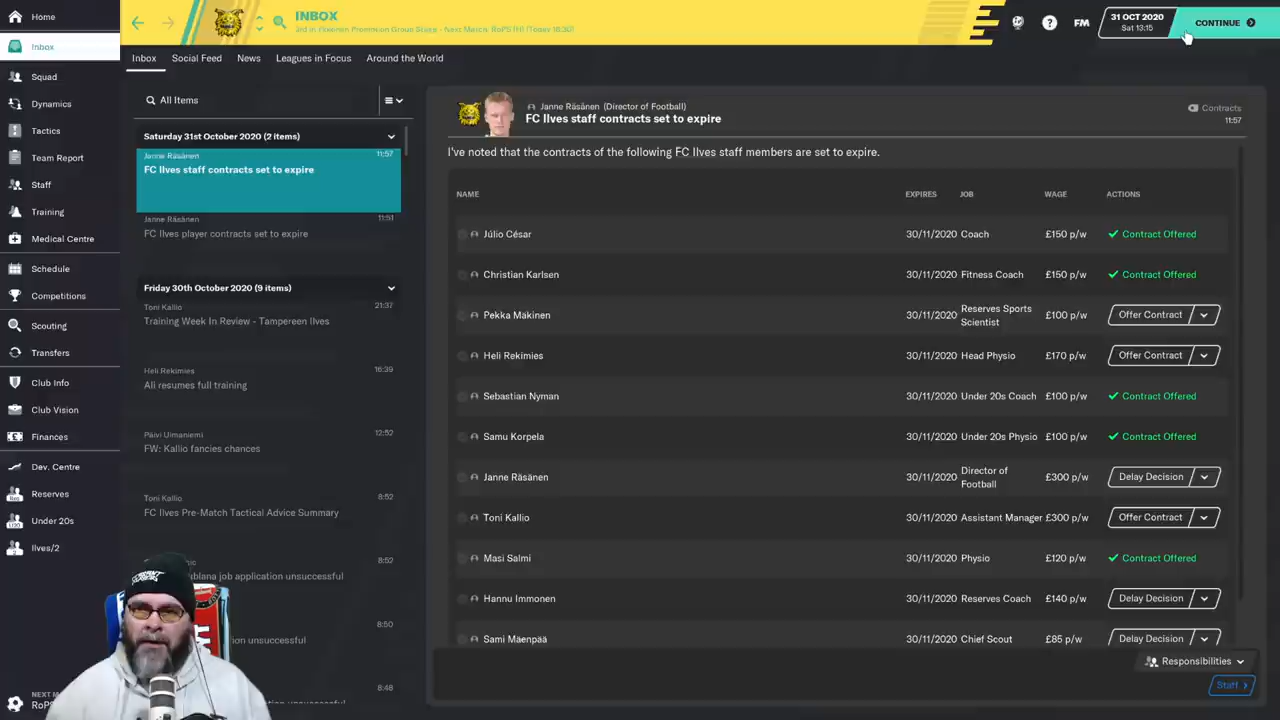 Home
Inbox
Squad
Dynamics
Tactics
Team Report
Staff
Training
Medical Centre
Schedule
Competitions
Scouting
Transfers
Club Info
Club Vision
Finances
Dev. Centre
Reserves
Under 20s
Ilves/2
NEXT M
RoPS
INBOX
3rd in Group Stage - Next Match: RoPS (H) (Today 16:30)
FM
31 OCT 2020
Sat 13:15
CONTINUE
Inbox
Social Feed
News
Leagues in Focus
Around the World
All Items
Saturday 31st October 2020 (2 items)
Janne Räsänen 11:57
FC Ilves staff contracts set to expire
Janne Räsänen 11:51
FC Ilves player contracts set to expire
Friday 30th October 2020 (9 items)
Toni Kallio 21:37
Training Week In Review - Tampereen Ilves
Heli Rekimies 16:39
Ali resumes full training
Päivi Uimaniemi 12:52
FW: Kallio fancies chances
Toni Kallio 8:52
FC Ilves Pre-Match Tactical Advice Summary
8:52
job application unsuccessful
8:50
unsuccessful
8:48
Janne Räsänen (Director of Football)
FC Ilves staff contracts set to expire
Contracts
11:57
I've noted that the contracts of the following FC Ilves staff members are set to expire.
NAME EXPIRES JOB WAGE ACTIONS
Júlio César 30/11/2020 Coach £150 p/w Contract Offered
Christian Karlsen 30/11/2020 Fitness Coach £150 p/w Contract Offered
Pekka Mäkinen 30/11/2020 Reserves Sports Scientist £100 p/w Offer Contract
Heli Rekimies 30/11/2020 Head Physio £170 p/w Offer Contract
Sebastian Nyman 30/11/2020 Under 20s Coach £100 p/w Contract Offered
Samu Korpela 30/11/2020 Under 20s Physio £100 p/w Contract Offered
Janne Räsänen 30/11/2020 Director of Football £300 p/w Delay Decision
Toni Kallio 30/11/2020 Assistant Manager £300 p/w Offer Contract
Masi Salmi 30/11/2020 Physio £120 p/w Contract Offered
Hannu Immonen 30/11/2020 Reserves Coach £140 p/w Delay Decision
Sami Mäenpää 30/11/2020 Chief Scout £85 p/w Delay Decision
Responsibilities
Staff